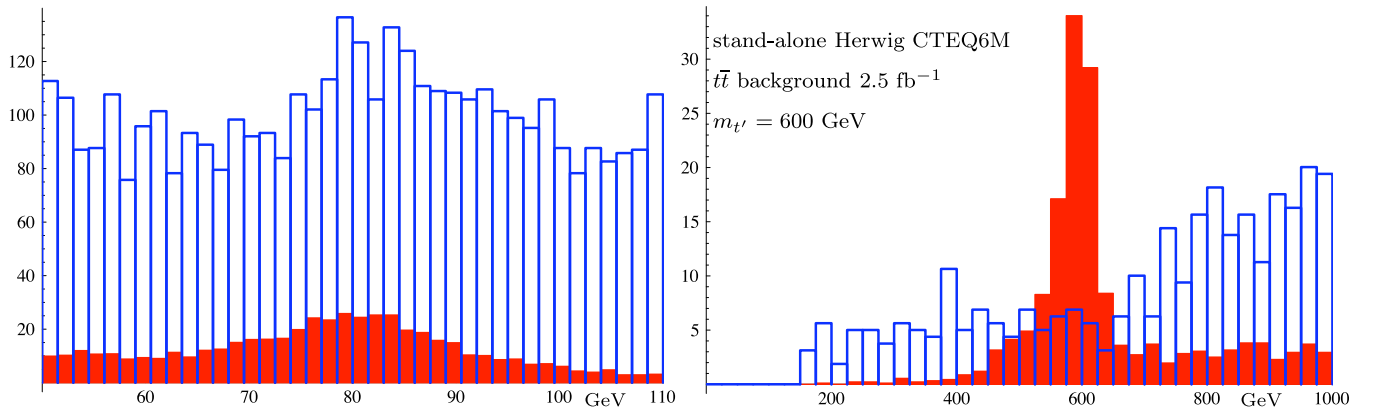 120
100
80
60
40
20
60 70 80 90 100 GeV 110
stand-alone Herwig CTEQ6M
tt̅ background 2.5 fb⁻¹
mₜ′ = 600 GeV
30
25
20
15
10
5
200 400 600 800 GeV 1000